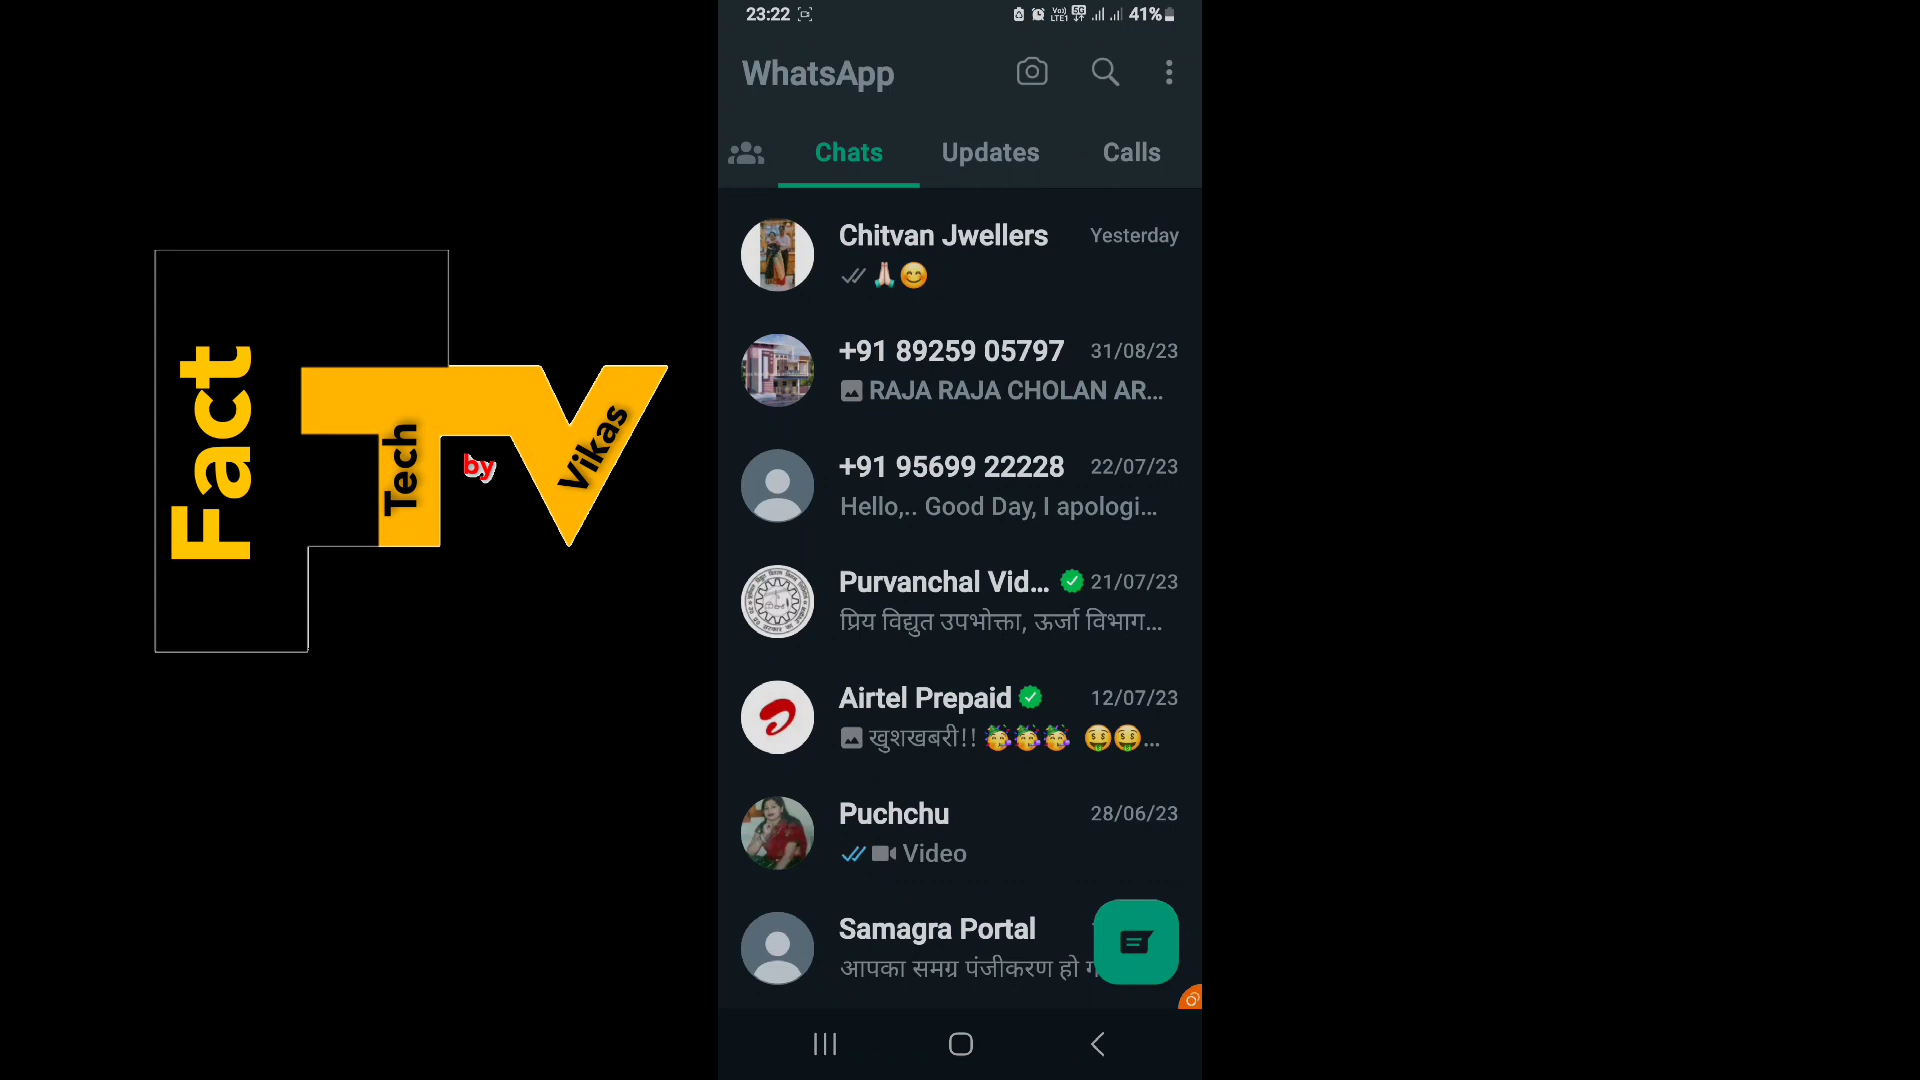 Fact
Tech
by
Vikas
23:22
Vo))
LTE1
5G
41%
WhatsApp
Chats
Updates
Calls
Chitvan Jwellers
Yesterday
🙏🏻😊
+91 89259 05797
31/08/23
RAJA RAJA CHOLAN AR...
+91 95699 22228
22/07/23
Hello,.. Good Day, I apologi...
Purvanchal Vid...
21/07/23
प्रिय विद्युत उपभोक्ता, ऊर्जा विभाग...
Airtel Prepaid
12/07/23
खुशखबरी!! 🥳🥳🥳 🤑🤑...
Puchchu
28/06/23
Video
Samagra Portal
आपका समग्र पंजीकरण हो